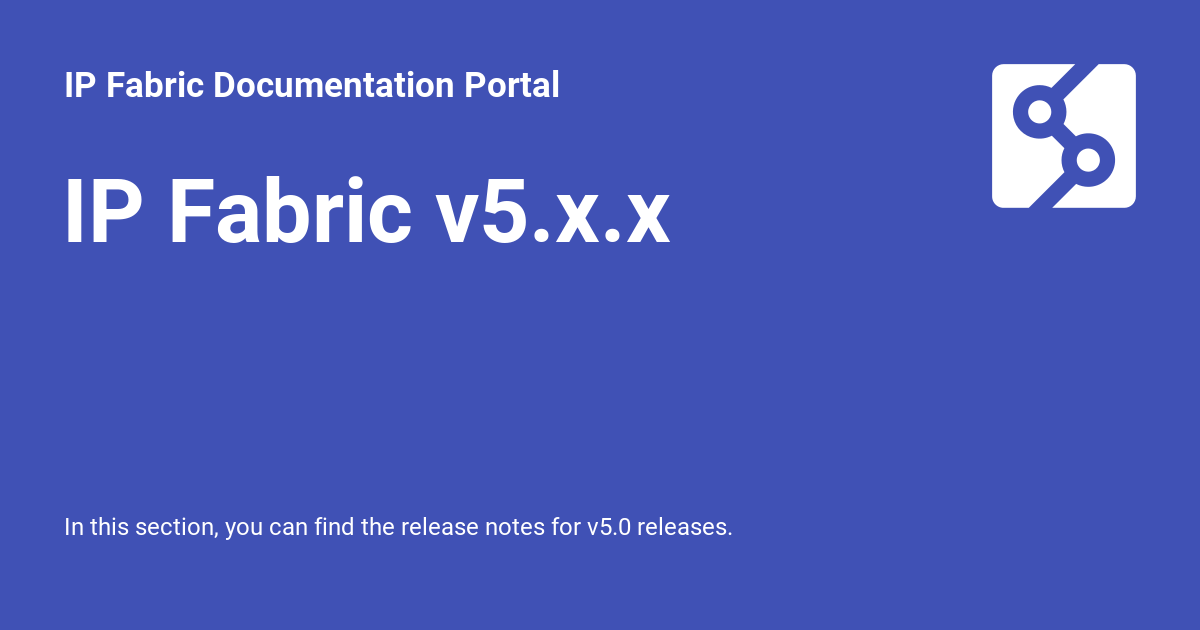 IP Fabric Documentation Portal
IP Fabric v5.x.x
In this section, you can find the release notes for v5.0 releases.